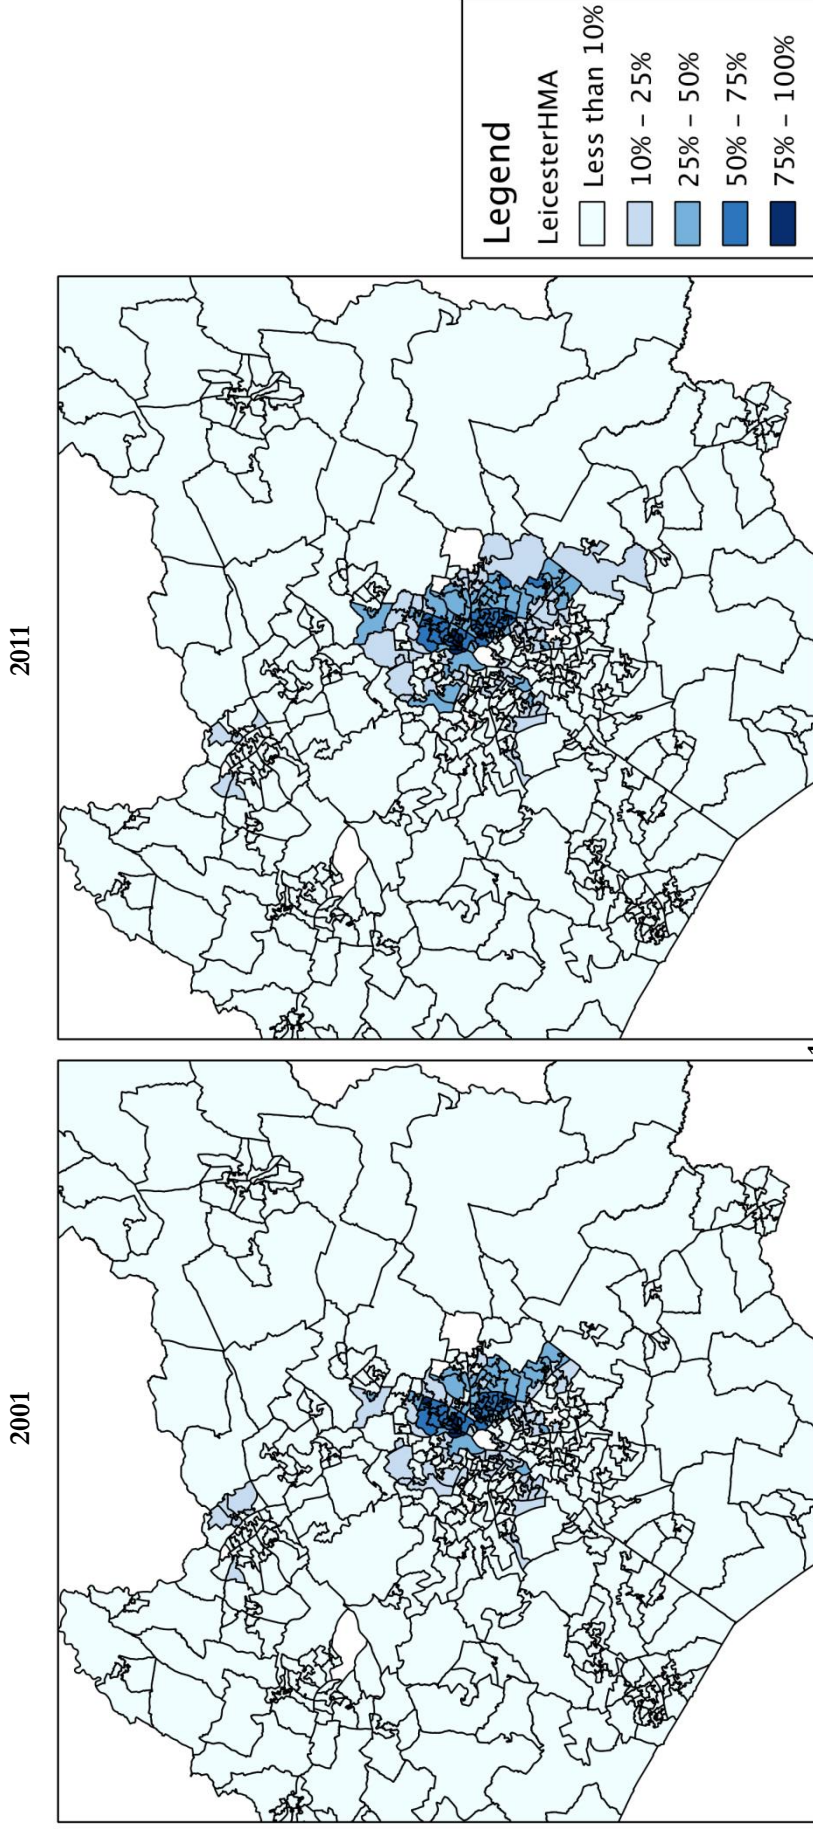 2001
2011
Legend
LeicesterHMA
Less than 10%
10% – 25%
25% – 50%
50% – 75%
75% – 100%